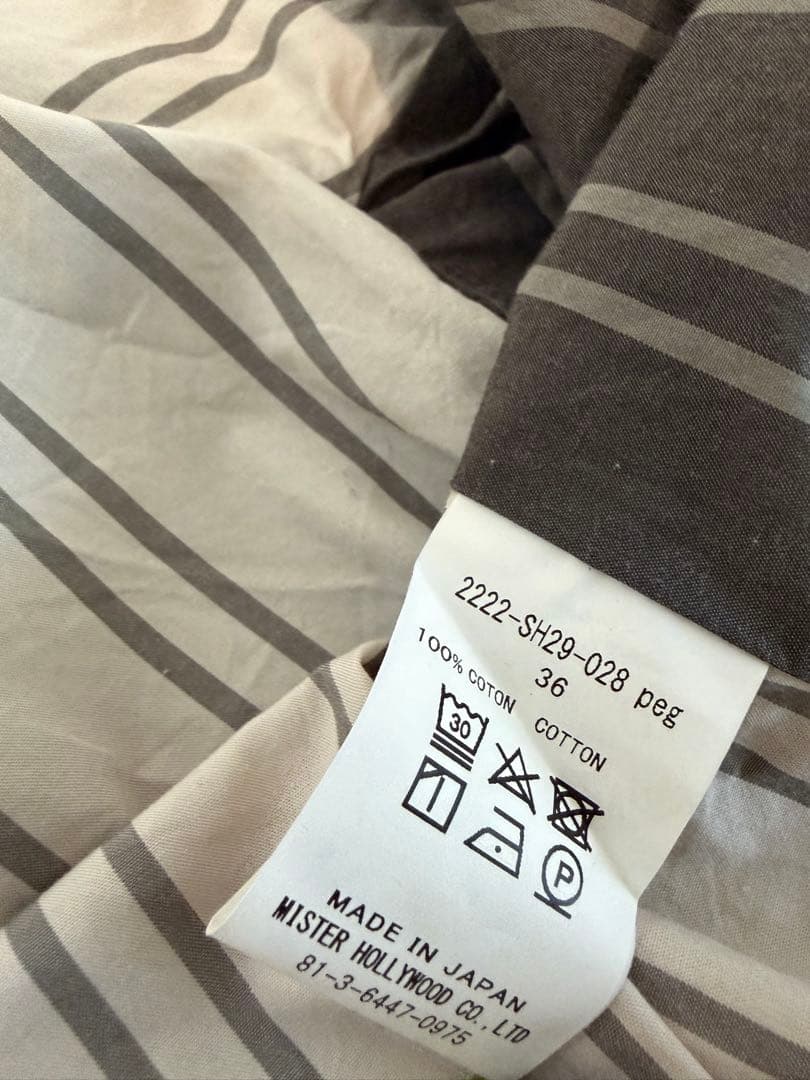 2222-SH29-028 peg
36
100% COTON COTTON
30
P
MADE IN JAPAN
MISTER HOLLYWOOD CO.,LTD
81-3-6447-0975